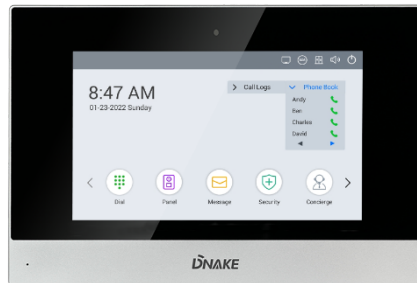 8:47 AM
01-23-2022 Sunday
Call Logs
Phone Book
Andy
Eac
Charles
David
Dial
Panel
Message
Security
Concierge
DNAKE